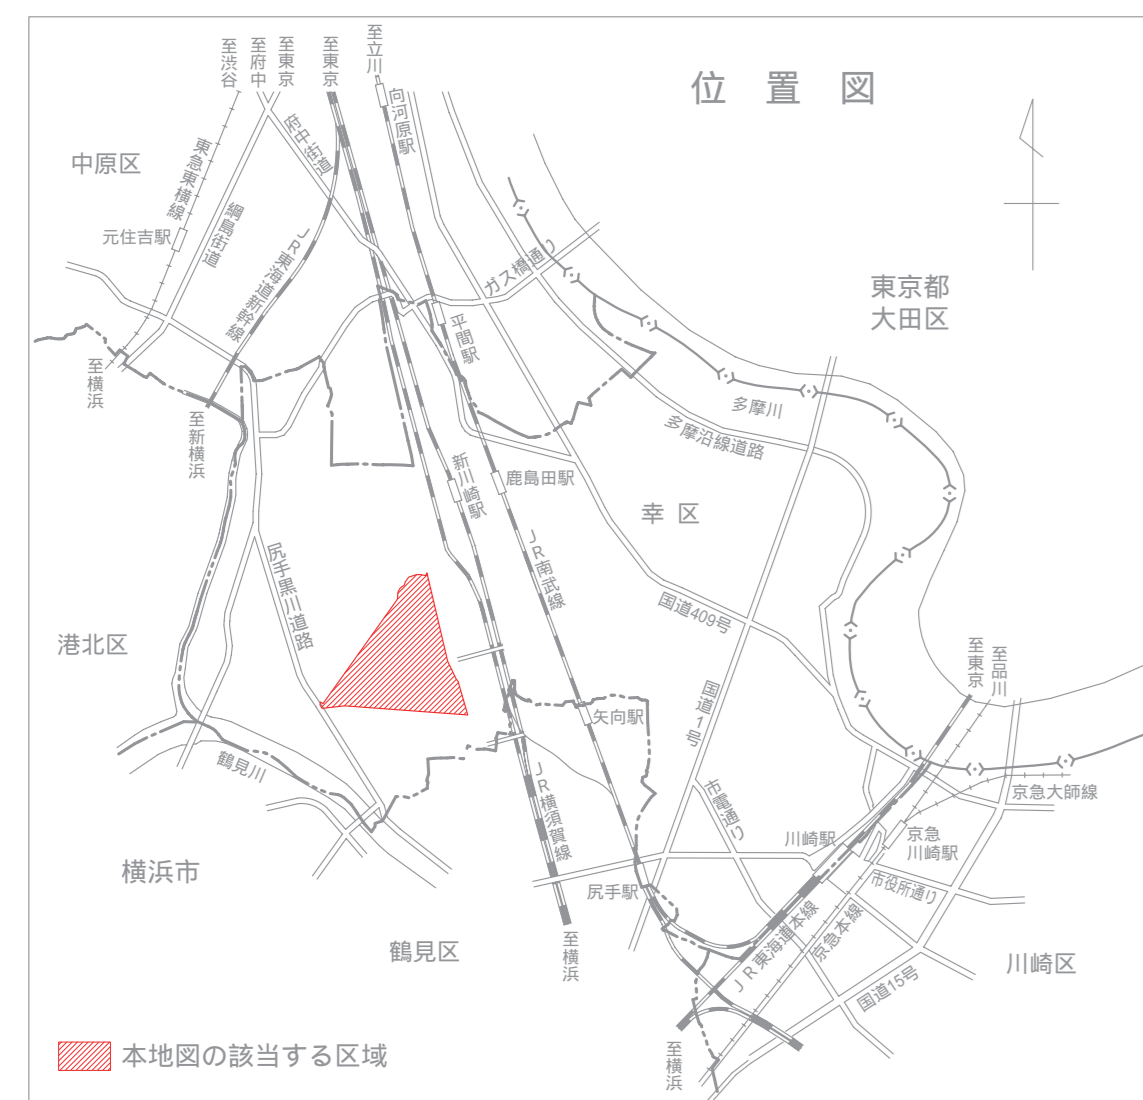 位置図
至渋谷
至府中
至東京
至東京
至立川
向河原駅
府中街道
中原区
東急東横線
元住吉駅
綱島街道
JR東海道新幹線
ガス橋通り
東京都
大田区
平間駅
至横浜
至新横浜
多摩川
多摩沿線道路
新川崎駅
鹿島田駅
幸区
JR南武線
尻手黒川道路
国道409号
港北区
至東京
至品川
国道1号
矢向駅
鶴見川
JR横須賀線
市電通り
京急大師線
川崎駅
京急
川崎駅
横浜市
尻手駅
市役所通り
鶴見区
至横浜
JR東海道本線
京急本線
国道15号
川崎区
至横浜
本地図の該当する区域